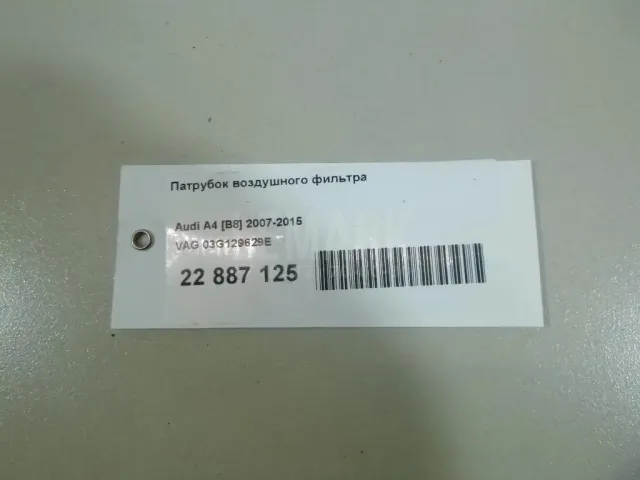 Патрубок воздушного фильтра
Audi A4 [B8] 2007-2015
VAG 03G129629E
22 887 125